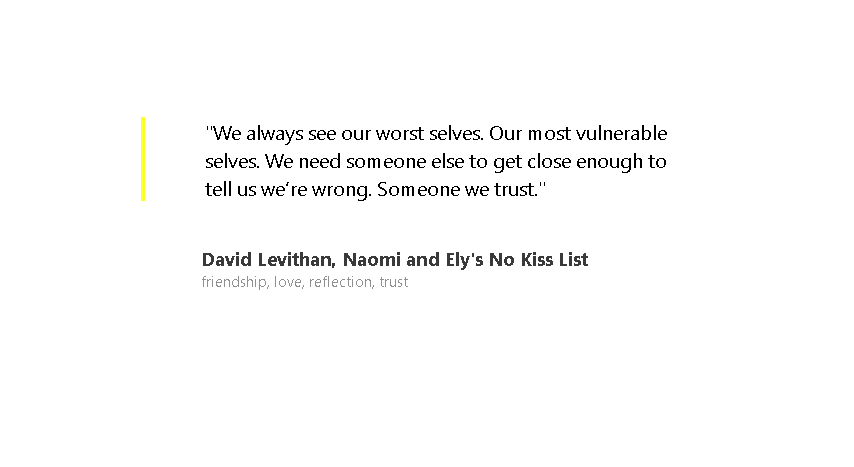 "We always see our worst selves. Our most vulnerable
selves. We need someone else to get close enough to
tell us we’re wrong. Someone we trust."
David Levithan, Naomi and Ely's No Kiss List
friendship, love, reflection, trust